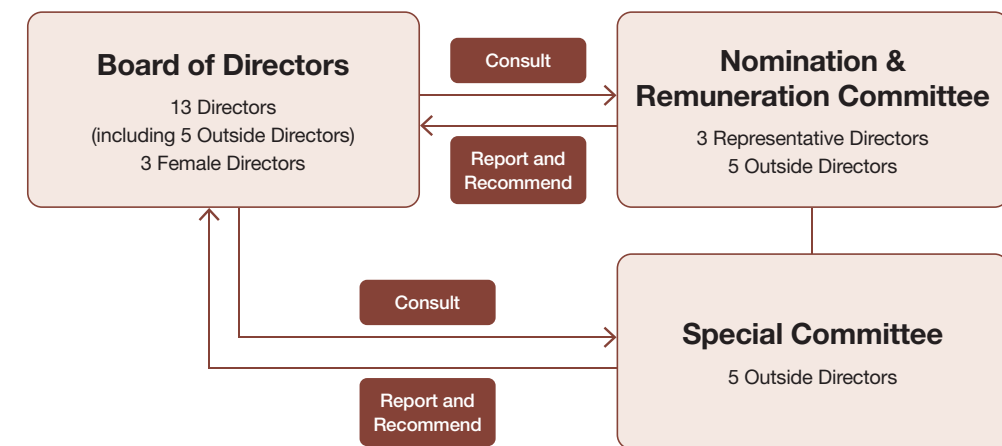 Board of Directors
13 Directors
(including 5 Outside Directors)
3 Female Directors
Consult
Report and
Recommend
Nomination &
Remuneration Committee
3 Representative Directors
5 Outside Directors
Consult
Report and
Recommend
Special Committee
5 Outside Directors